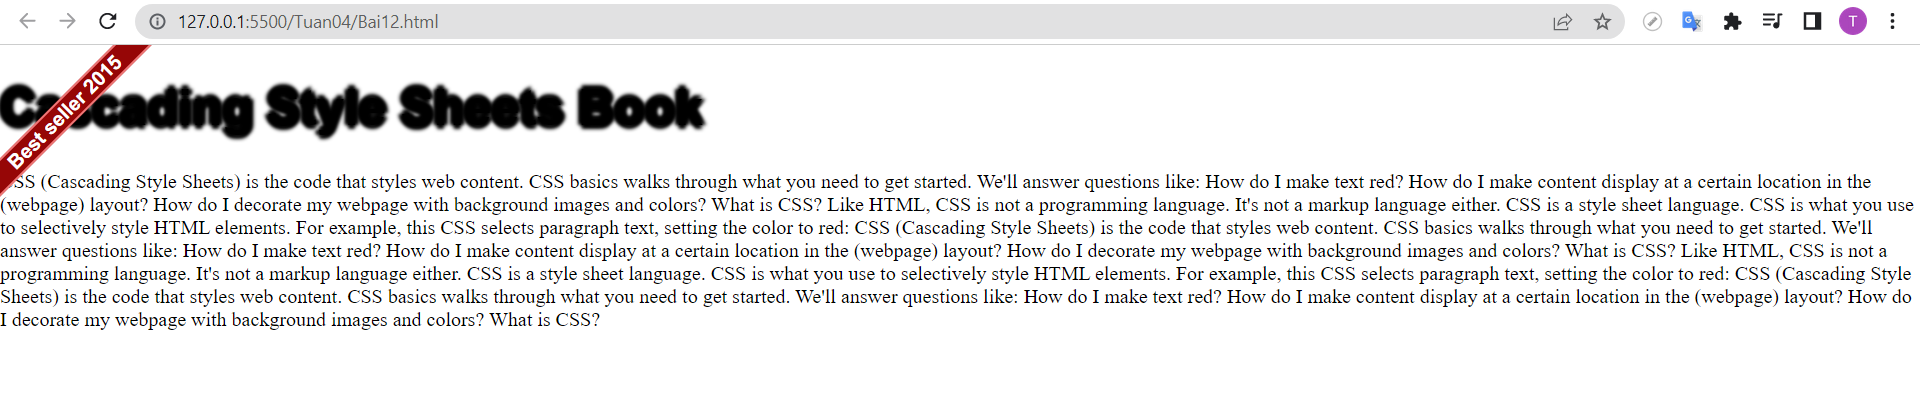 127.0.0.1:5500/Tuan04/Bai12.html
T
Best seller 2015
Cascading Style Sheets Book
CSS (Cascading Style Sheets) is the code that styles web content. CSS basics walks through what you need to get started. We'll answer questions like: How do I make text red? How do I make content display at a certain location in the
(webpage) layout? How do I decorate my webpage with background images and colors? What is CSS? Like HTML, CSS is not a programming language. It's not a markup language either. CSS is a style sheet language. CSS is what you use
to selectively style HTML elements. For example, this CSS selects paragraph text, setting the color to red: CSS (Cascading Style Sheets) is the code that styles web content. CSS basics walks through what you need to get started. We'll
answer questions like: How do I make text red? How do I make content display at a certain location in the (webpage) layout? How do I decorate my webpage with background images and colors? What is CSS? Like HTML, CSS is not a
programming language. It's not a markup language either. CSS is a style sheet language. CSS is what you use to selectively style HTML elements. For example, this CSS selects paragraph text, setting the color to red: CSS (Cascading Style
Sheets) is the code that styles web content. CSS basics walks through what you need to get started. We'll answer questions like: How do I make text red? How do I make content display at a certain location in the (webpage) layout? How do
I decorate my webpage with background images and colors? What is CSS?